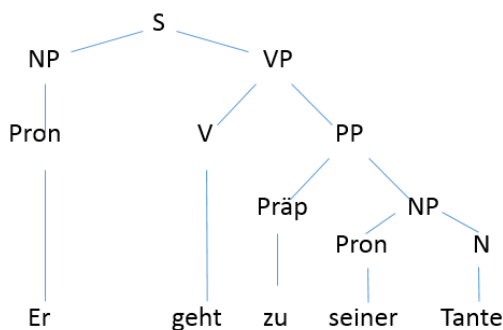 S
NP VP
Pron V PP
Präp NP
Pron N
Er geht zu seiner Tante